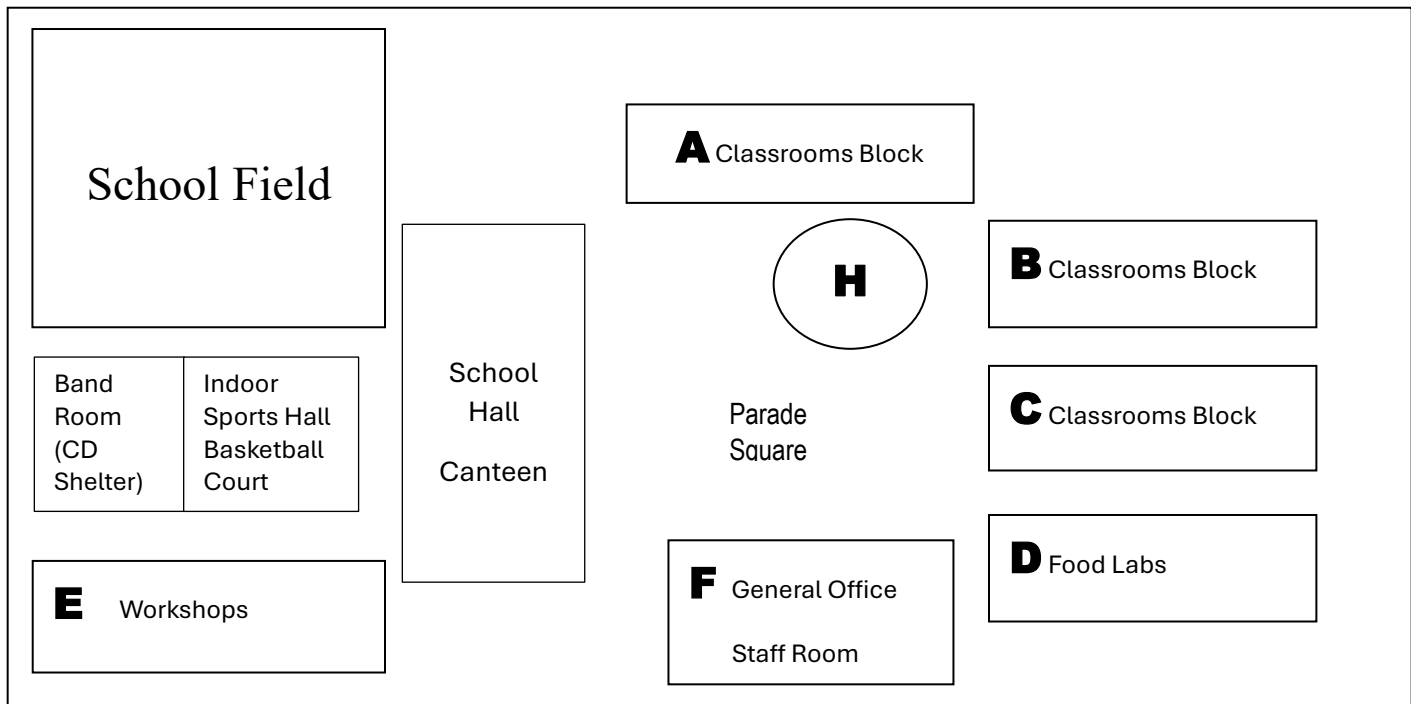 School Field
A Classrooms Block
H
B Classrooms Block
Band
Room
(CD
Shelter)
Indoor
Sports Hall
Basketball
Court
School
Hall
Canteen
Parade
Square
C Classrooms Block
E Workshops
F General Office
Staff Room
D Food Labs